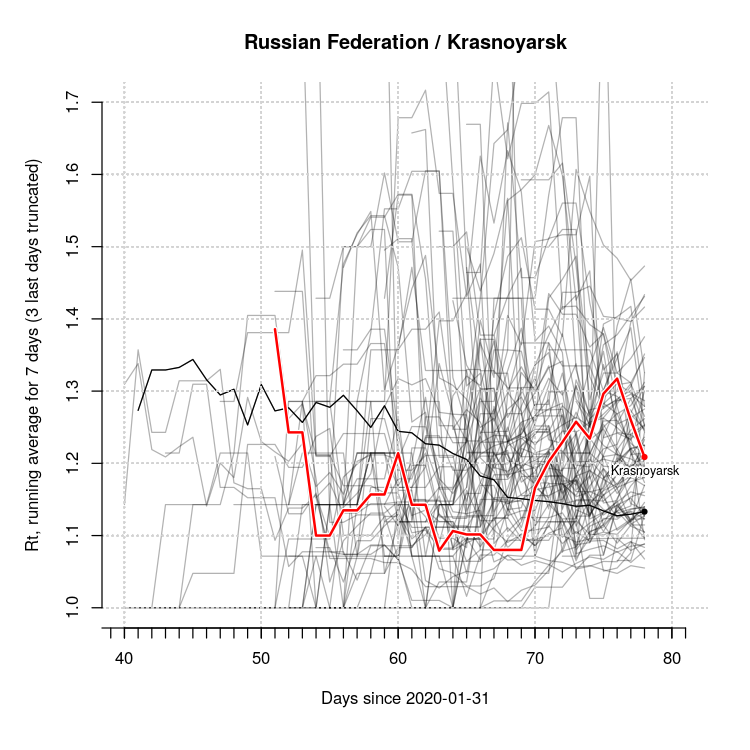 Russian Federation / Krasnoyarsk
Rt, running average for 7 days (3 last days truncated)
1.7
1.6
1.5
1.4
1.3
1.2
1.1
1.0
Krasnoyarsk
40 50 60 70 80
Days since 2020-01-31